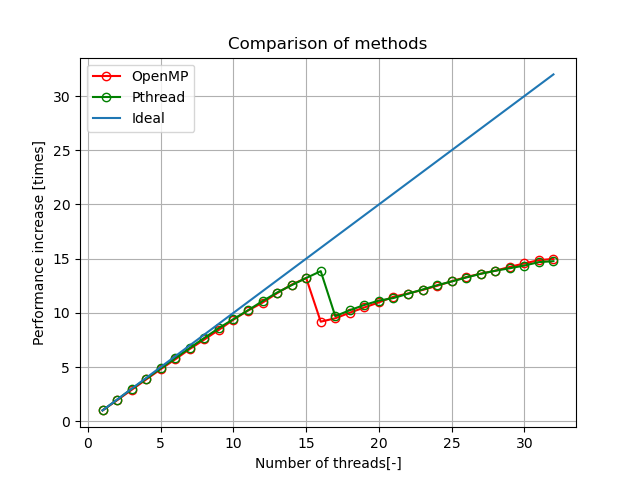 Comparison of methods
OpenMP
Pthread
Ideal
Performance increase [times]
30
25
20
15
10
5
0
0 5 10 15 20 25 30
Number of threads[-]